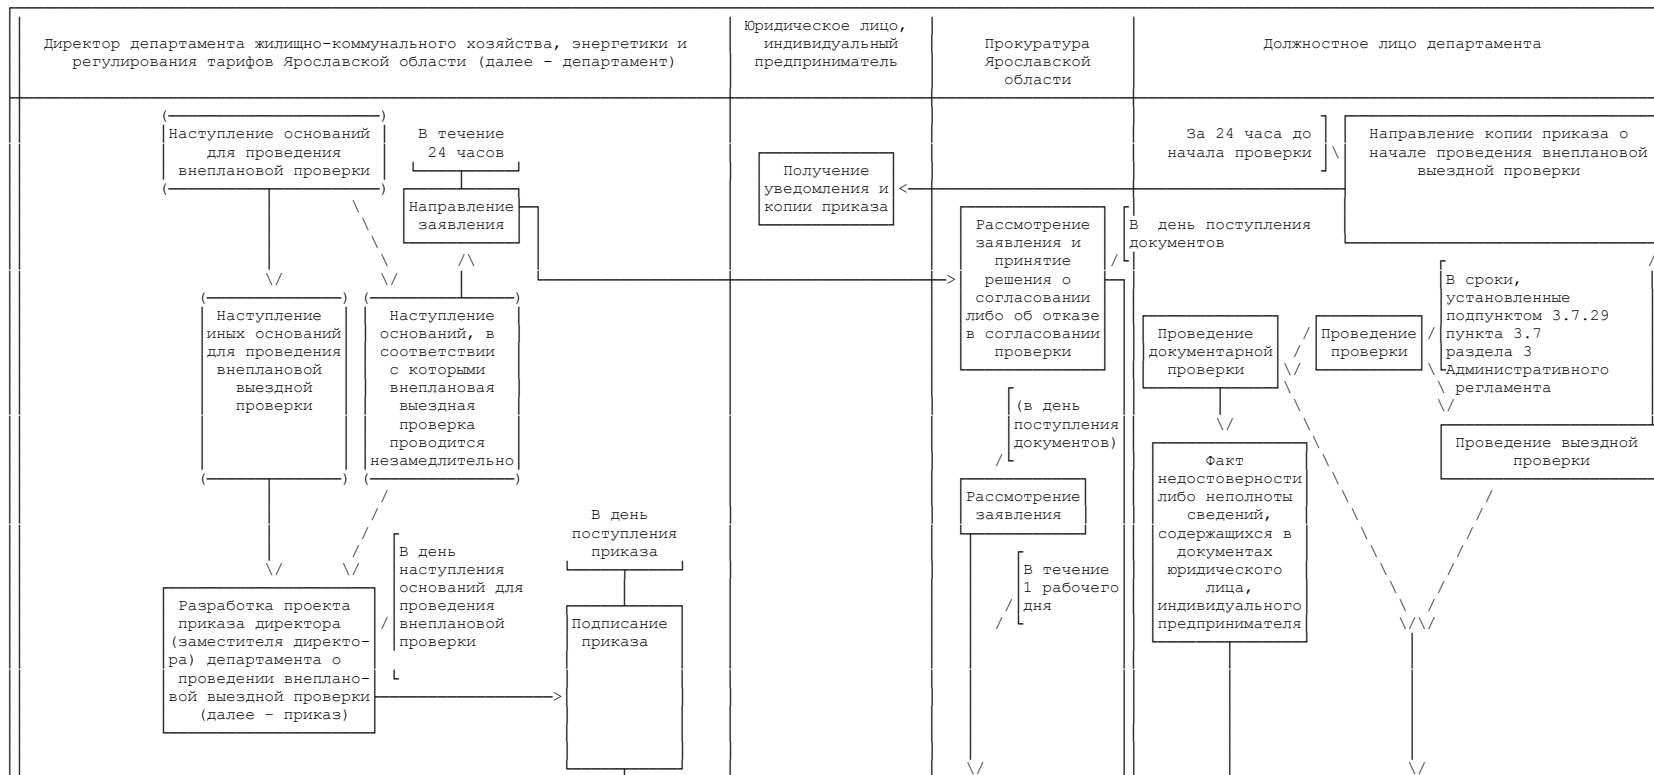 Директор департамента жилищно-коммунального хозяйства, энергетики и
регулирования тарифов Ярославской области (далее - департамент)
Юридическое лицо,
индивидуальный
предприниматель
Прокуратура
Ярославской
области
Должностное лицо департамента
Наступление оснований
для проведения
внеплановой проверки
В течение
24 часов
Направление
заявления
Получение
уведомления и
копии приказа
За 24 часа до
начала проверки
Направление копии приказа о
начале проведения внеплановой
выездной проверки
Рассмотрение
заявления и
принятие
решения о
согласовании
либо об отказе
в согласовании
проверки
В день поступления
документов
Наступление
иных оснований
для проведения
внеплановой
выездной
проверки
Наступление
оснований, в
соответствии
с которыми
внеплановая
выездная
проверка
проводится
незамедлительно
Проведение
документарной
проверки
Проведение
проверки
В сроки,
установленные
подпунктом 3.7.29
пункта 3.7
раздела 3
Административного
регламента
(в день
поступления
документов)
Проведение выездной
проверки
Факт
недостоверности
либо неполноты
сведений,
содержащихся в
документах
юридического
лица,
индивидуального
предпринимателя
Рассмотрение
заявления
В день
поступления
приказа
В день
наступления
оснований для
проведения
внеплановой
проверки
В течение
1 рабочего
дня
Разработка проекта
приказа директора
(заместителя директо-
ра) департамента о
проведении внеплано-
вой выездной проверки
(далее - приказ)
Подписание
приказа